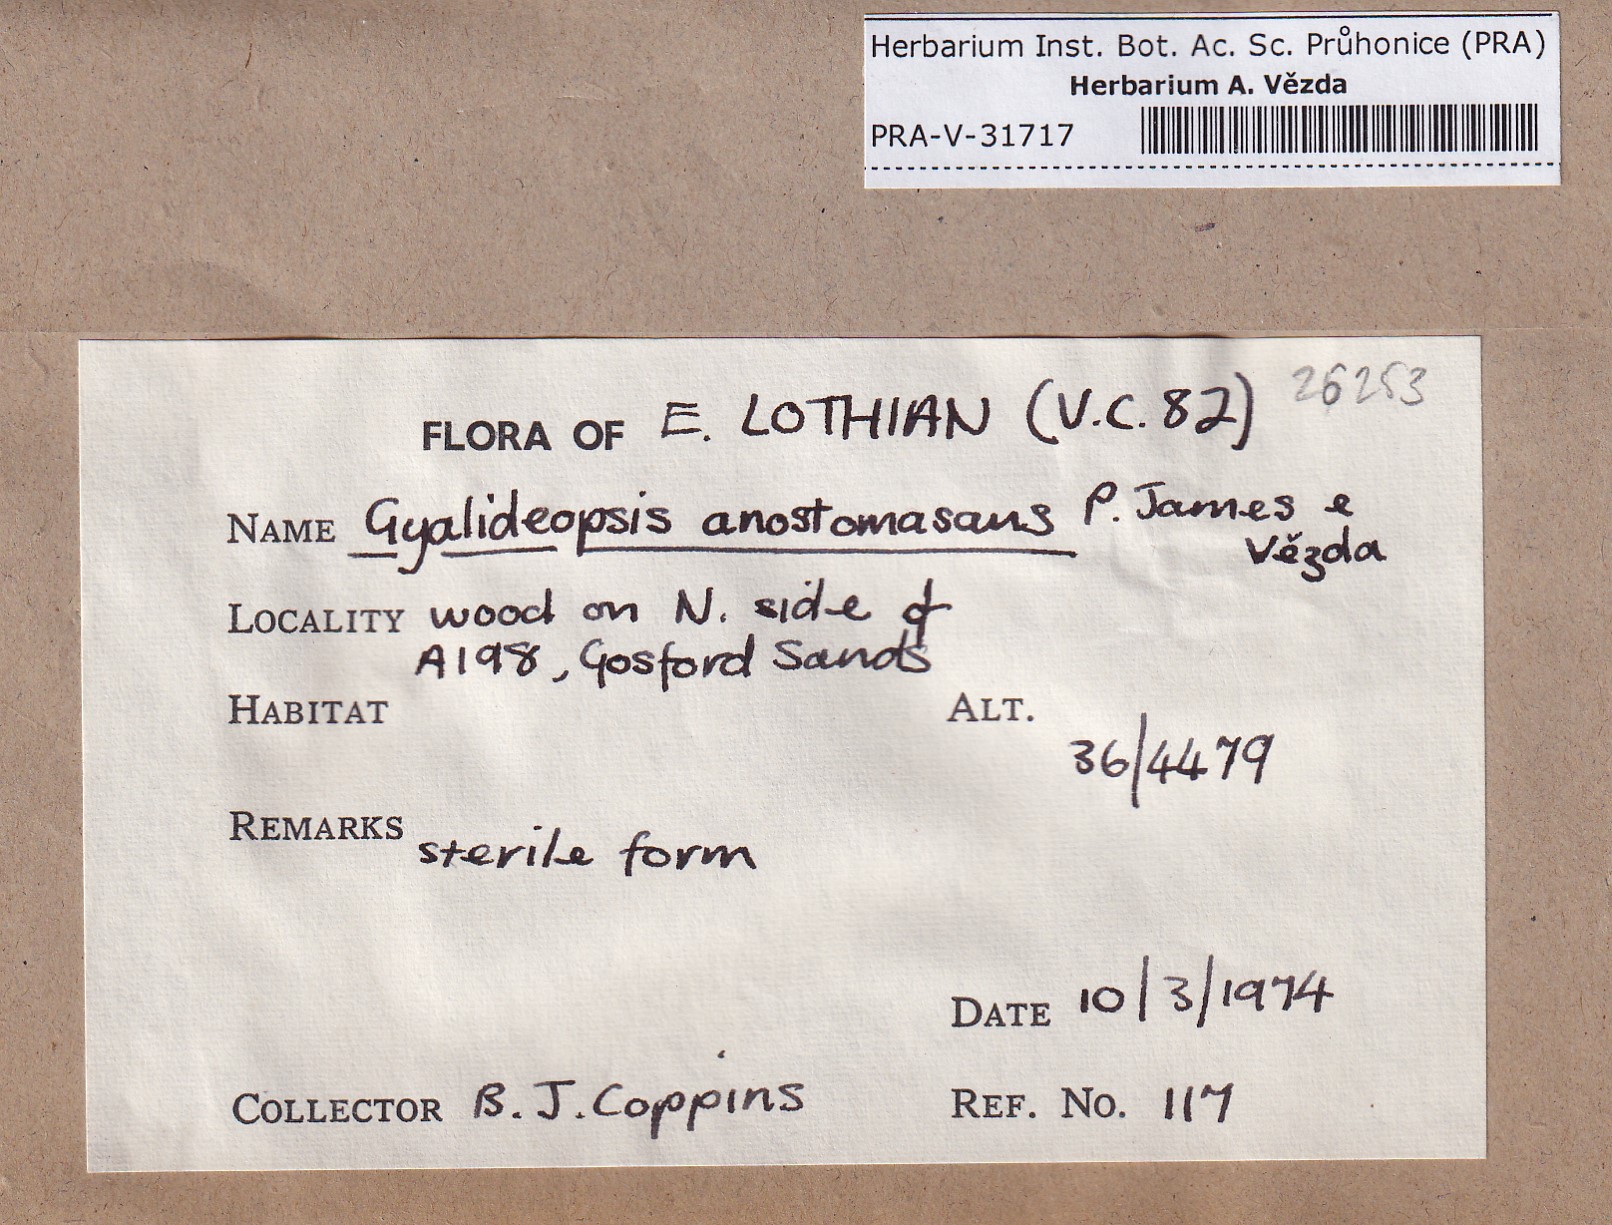 Herbarium Inst. Bot. Ac. Sc. Průhonice (PRA)
Herbarium A. Vězda
PRA-V-31717
26253
FLORA OF E. LOTHIAN (V.C. 82)
NAME Gyalideopsis anostomasans P. James e
Vězda
LOCALITY wood on N. side of
A198, Gosford Sands
HABITAT ALT.
36/4479
REMARKS sterile form
DATE 10/3/1974
COLLECTOR B. J. Coppins REF. No. 117